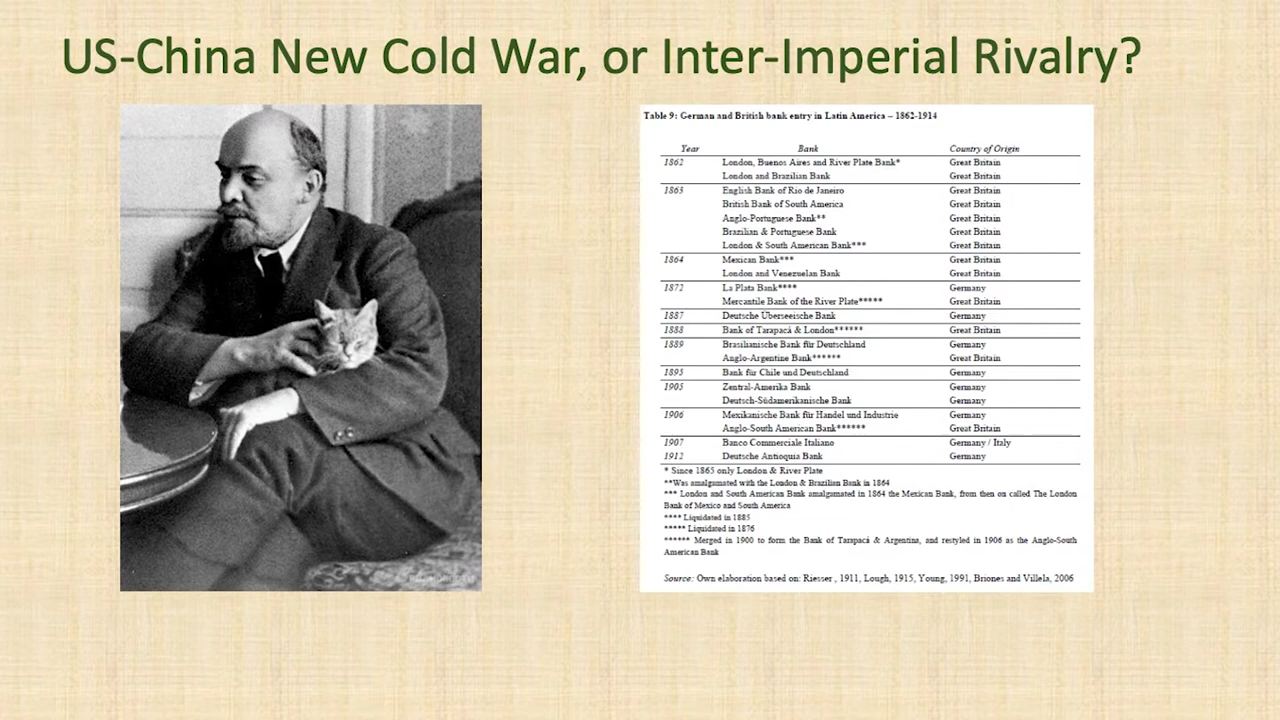 US-China New Cold War, or Inter-Imperial Rivalry?
Table 9: German and British bank entry in Latin America – 1862-1914
Year Bank Country of Origin
1862 London, Buenos Aires and River Plate Bank* Great Britain
London and Brazilian Bank Great Britain
1863 English Bank of Rio de Janeiro Great Britain
British Bank of South America Great Britain
Anglo-Portuguese Bank** Great Britain
Brazilian & Portuguese Bank Great Britain
London & South American Bank*** Great Britain
1864 Mexican Bank*** Great Britain
London and Venezuelan Bank Great Britain
1872 La Plata Bank**** Germany
Mercantile Bank of the River Plate***** Great Britain
1887 Deutsche Überseeische Bank Germany
1888 Bank of Tarapacá & London****** Great Britain
1889 Brasilianische Bank für Deutschland Germany
Anglo-Argentine Bank****** Great Britain
1895 Bank für Chile und Deutschland Germany
1905 Zentral-Amerika Bank Germany
Deutsch-Südamerikanische Bank Germany
1906 Mexikanische Bank für Handel und Industrie Germany
Anglo-South American Bank****** Great Britain
1907 Banco Commerciale Italiano Germany / Italy
1912 Deutsche Antioquia Bank Germany
* Since 1865 only London & River Plate
**Was amalgamated with the London & Brazilian Bank in 1864
*** London and South American Bank amalgamated in 1864 the Mexican Bank, from then on called The London
Bank of Mexico and South America
**** Liquidated in 1885
***** Liquidated in 1876
****** Merged in 1900 to form the Bank of Tarapacá & Argentina, and restyled in 1906 as the Anglo-South
American Bank
Source: Own elaboration based on: Riesser , 1911, Lough, 1915, Young, 1991, Briones and Villela, 2006